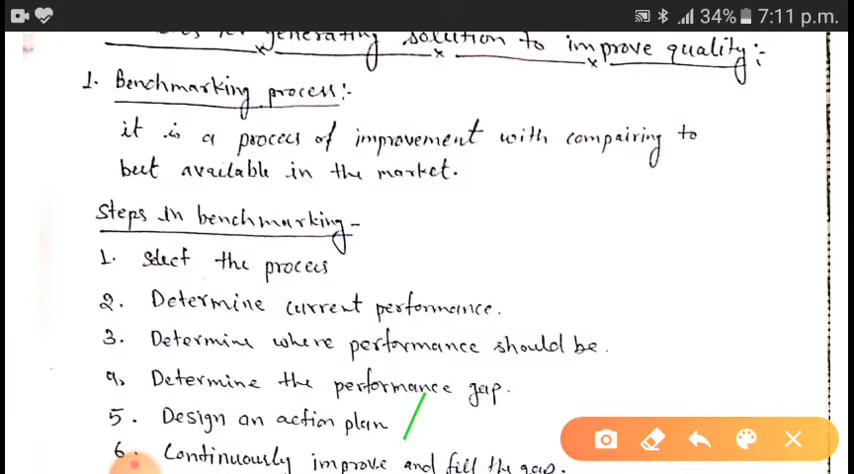 34% 7:11 p.m.
for generating solution to improve quality:-
1. Benchmarking process:-
it is a process of improvement with compairing to
best available in the market.
Steps in benchmarking-
1. Select the process
2. Determine current performance.
3. Determine where performance should be.
4. Determine the performance gap.
5. Design an action plan
6. Continuously improve and fill the gap.